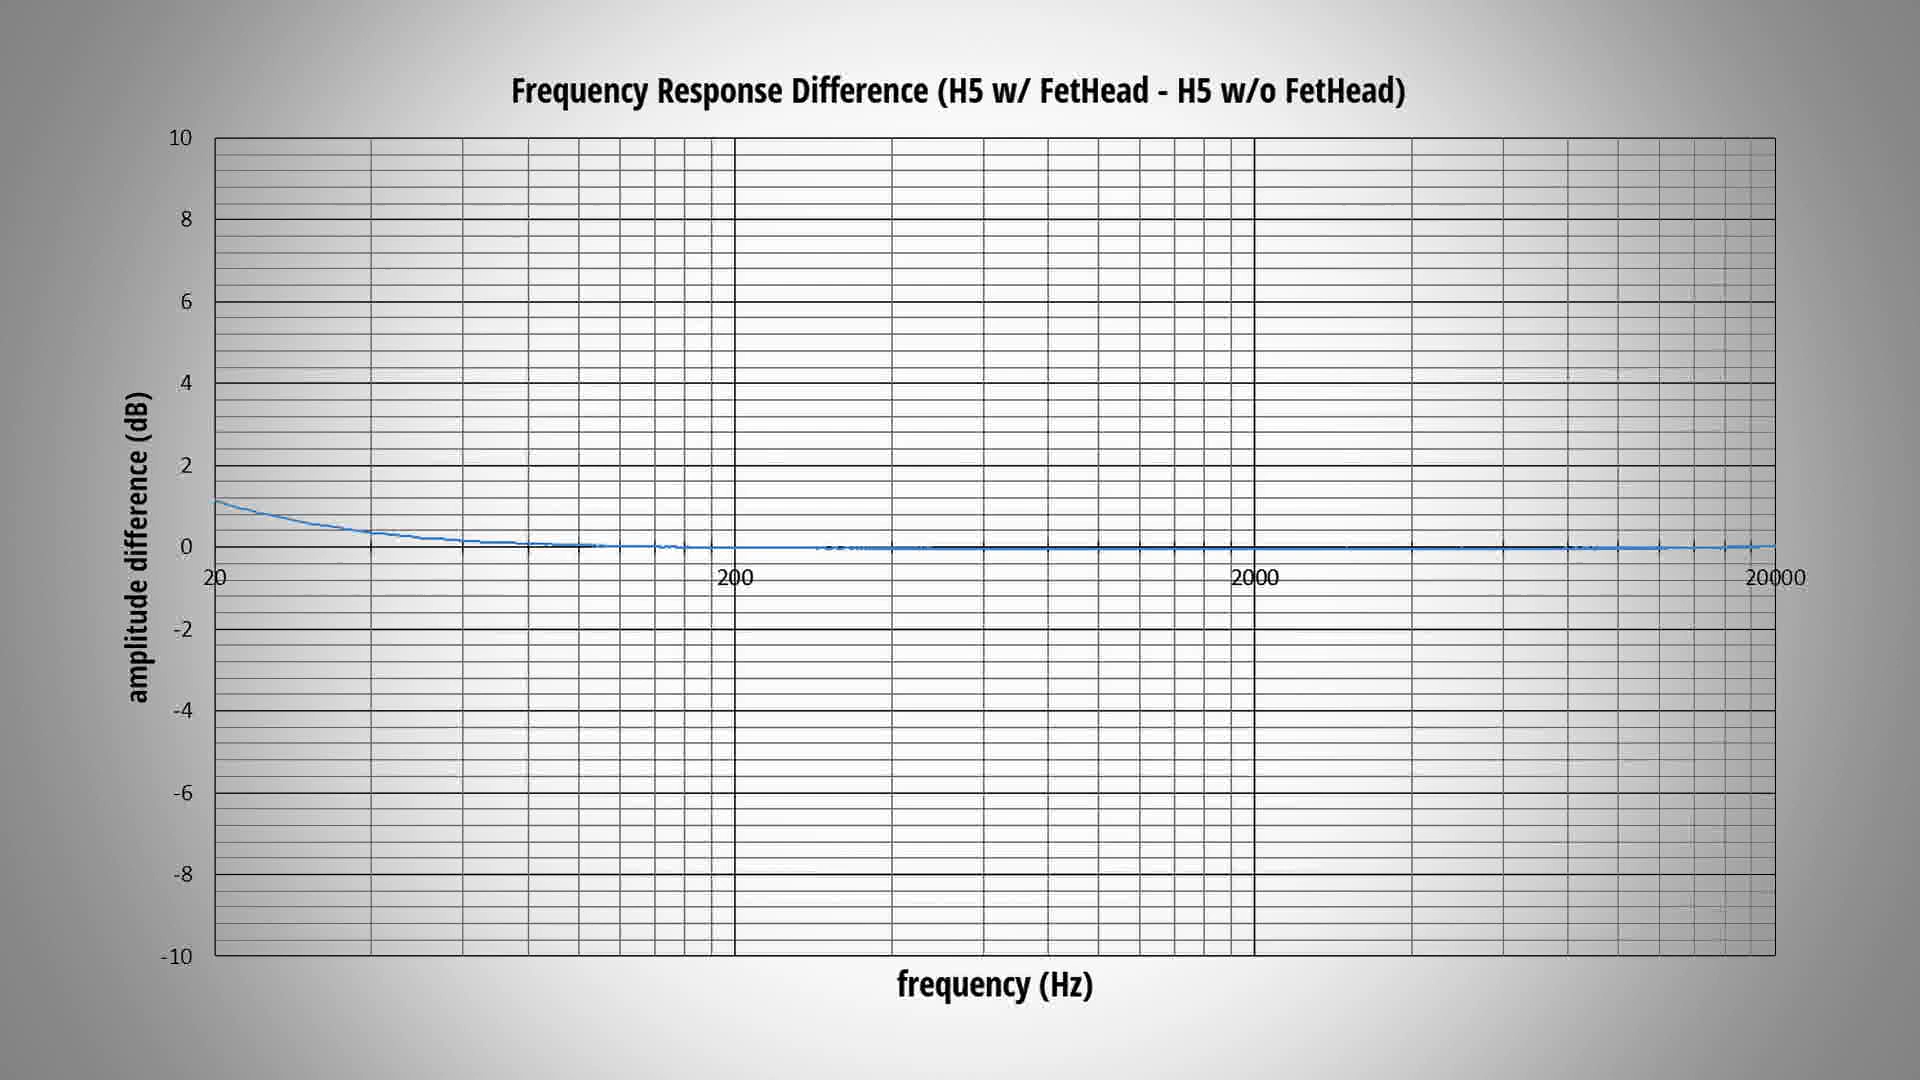 Frequency Response Difference (H5 w/ FetHead - H5 w/o FetHead)
10
8
6
4
2
0
-2
-4
-6
-8
-10
20 200 2000 20000
amplitude difference (dB)
frequency (Hz)